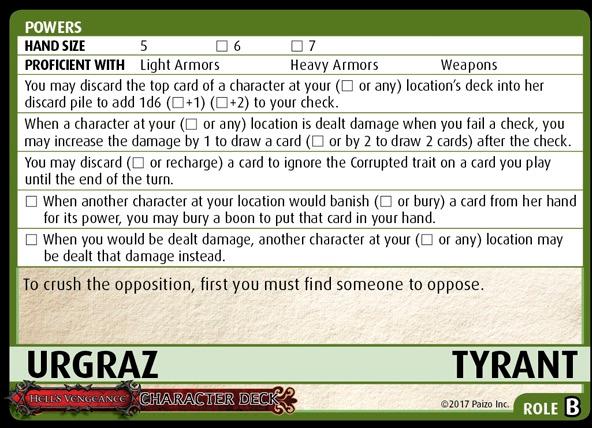 POWERS
HAND SIZE 5 □ 6 □ 7
PROFICIENT WITH Light Armors Heavy Armors Weapons
You may discard the top card of a character at your (□ or any) location's deck into her
discard pile to add 1d6 (□+1) (□+2) to your check.
When a character at your (□ or any) location is dealt damage when you fail a check, you
may increase the damage by 1 to draw a card (□ or by 2 to draw 2 cards) after the check.
You may discard (□ or recharge) a card to ignore the Corrupted trait on a card you play
until the end of the turn.
□ When another character at your location would banish (□ or bury) a card from her hand
for its power, you may bury a boon to put that card in your hand.
□ When you would be dealt damage, another character at your (□ or any) location may
be dealt that damage instead.
To crush the opposition, first you must find someone to oppose.
URGRAZ TYRANT
HELL'S VENGEANCE CHARACTER DECK ©2017 Paizo Inc. ROLE B